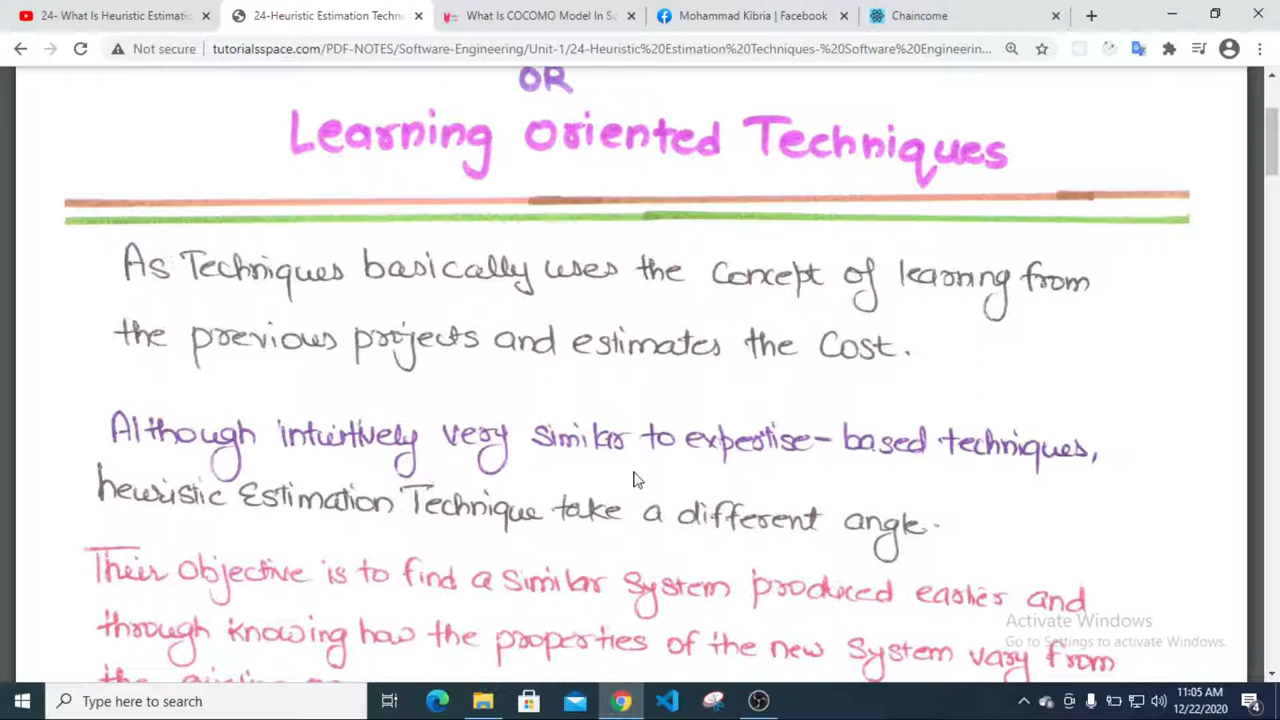 24- What Is Heuristic Estimatio
24-Heuristic Estimation Techni
What Is COCOMO Model In So
Mohammad Kibria | Facebook
Chaincome
Not secure
tutorialsspace.com/PDF-NOTES/Software-Engineering/Unit-1/24-Heuristic%20Estimation%20Techniques-%20Software%20Engineerin...
OR
Learning Oriented Techniques
As Techniques basically uses the concept of learning from
the previous projects and estimates the Cost.
Although intuitively very similar to expertise-based techniques,
heuristic Estimation Technique take a different angle.
Their objective is to find a similar system produced earlier and
through knowing how the properties of the new system vary from
Activate Windows
Go to Settings to activate Windows.
Type here to search
11:05 AM
12/22/2020
4